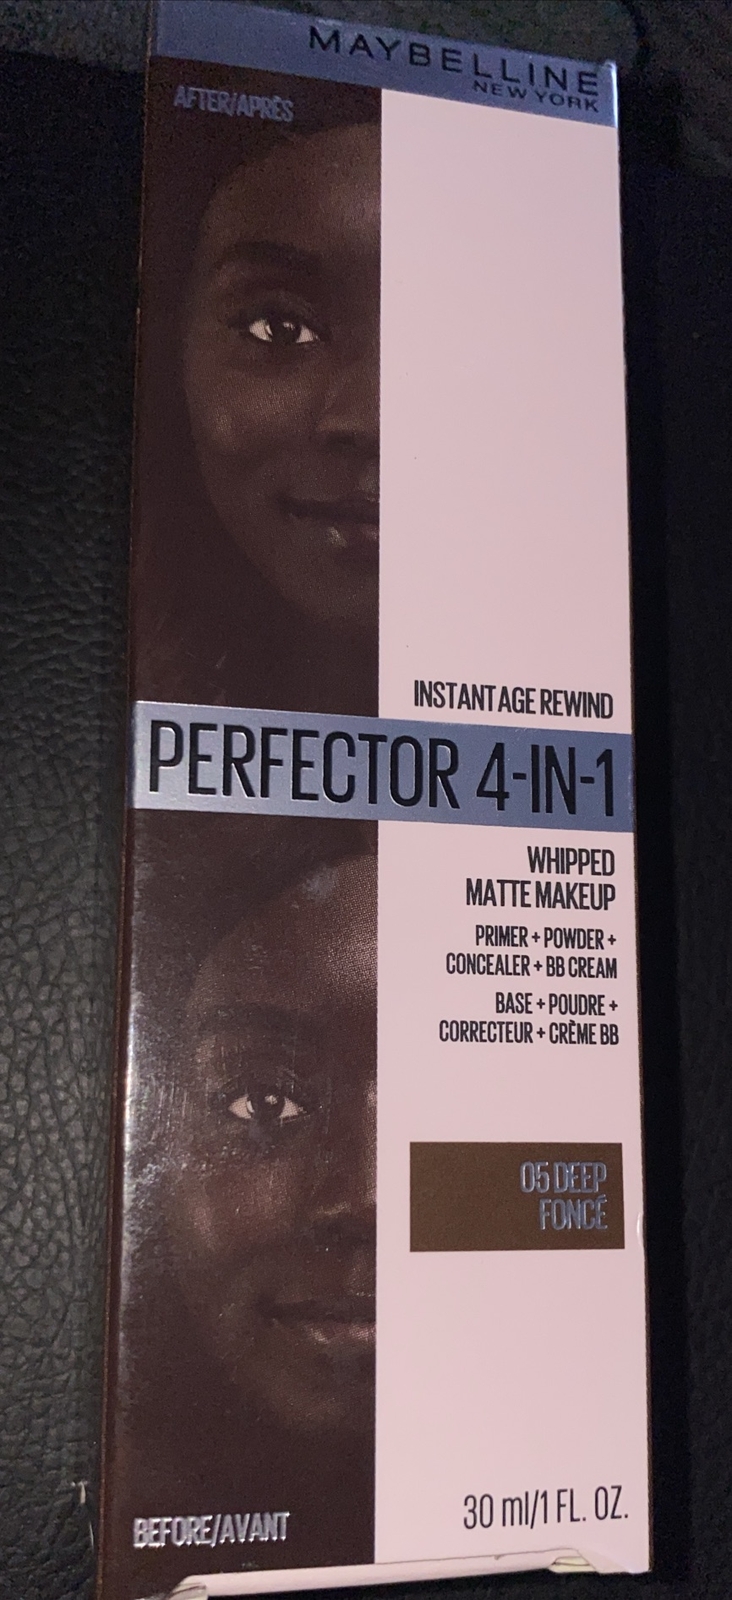 MAYBELLINE
NEW YORK
AFTER/APRÈS
INSTANT AGE REWIND
PERFECTOR 4-IN-1
WHIPPED
MATTE MAKEUP
PRIMER + POWDER +
CONCEALER + BB CREAM
BASE + POUDRE +
CORRECTEUR + CRÈME BB
05 DEEP
FONCÉ
BEFORE/AVANT
30 ml/1 FL. OZ.